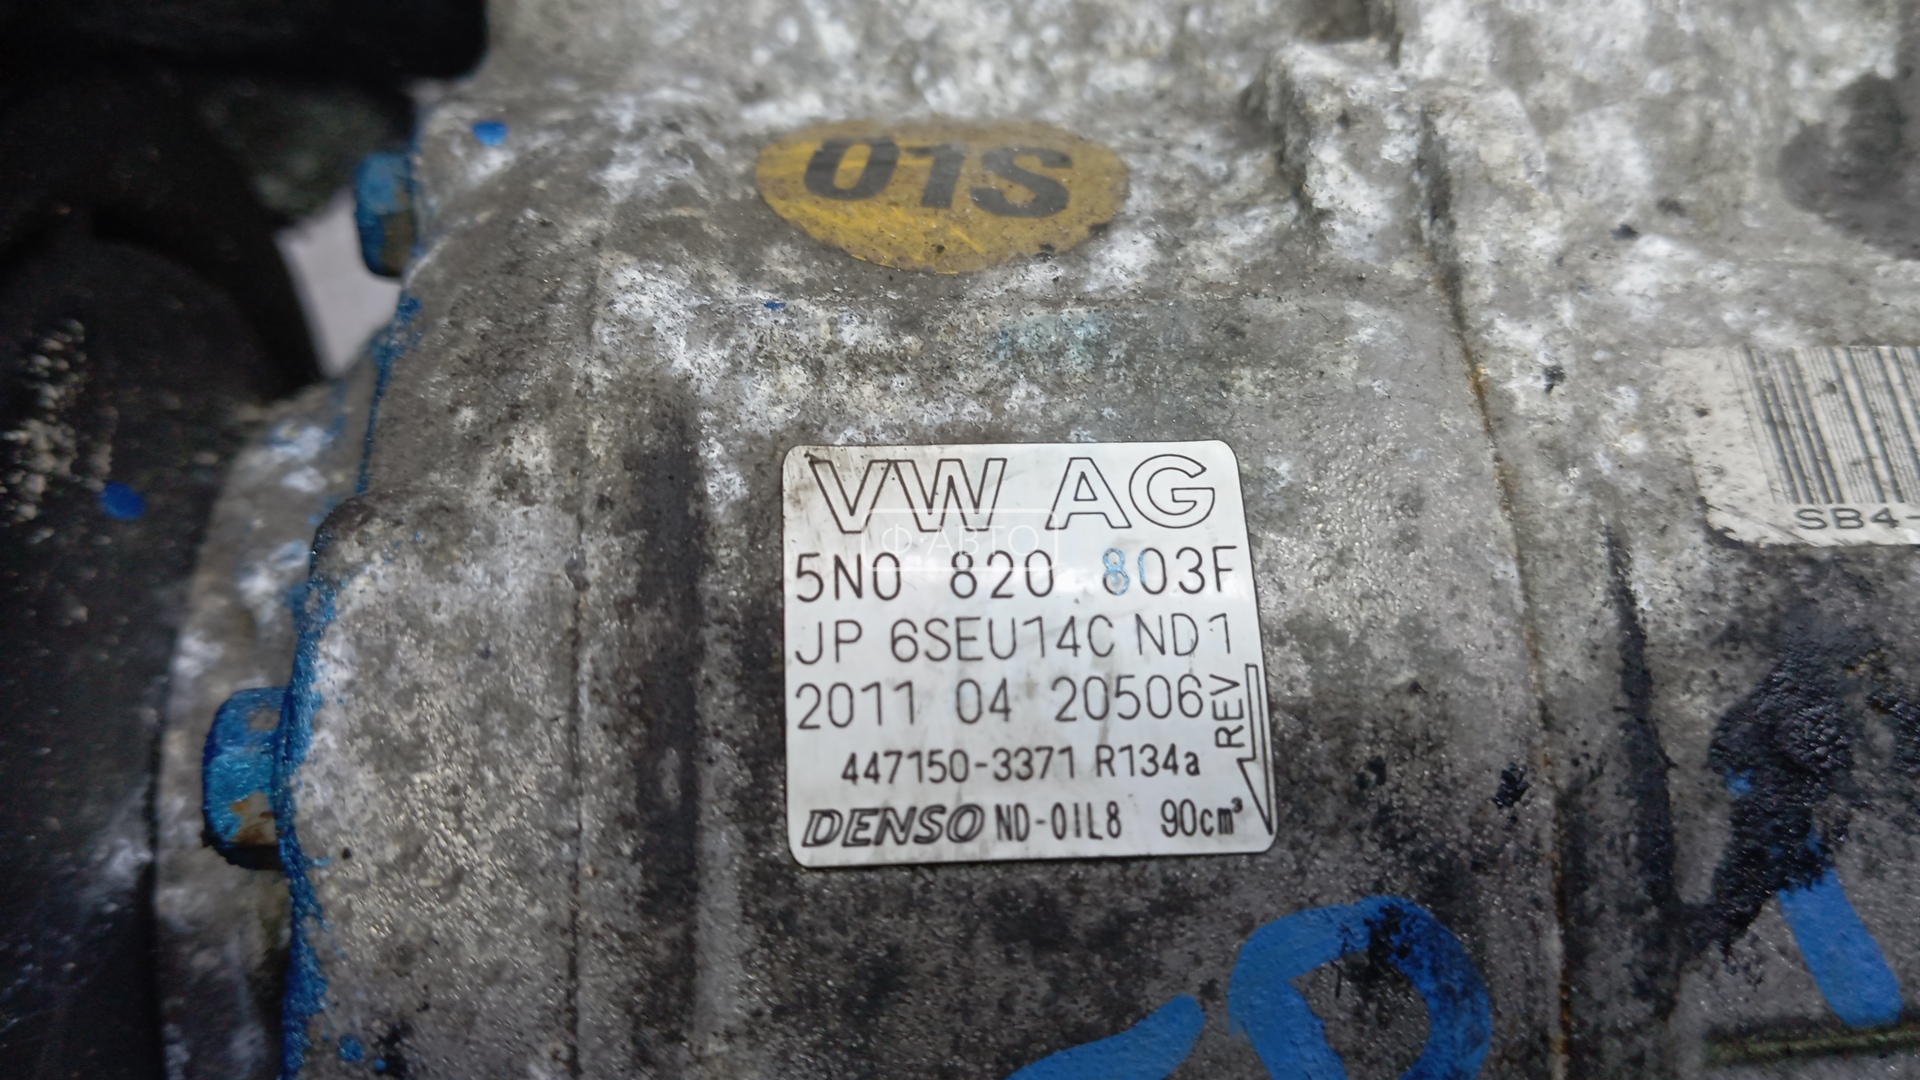 01S
VW AG
Ф-АВТО
5N0 820 803F
JP 6SEU14C ND1
2011 04 20506
REV
447150-3371 R134a
DENSO ND-OIL8 90cm³
SB4-